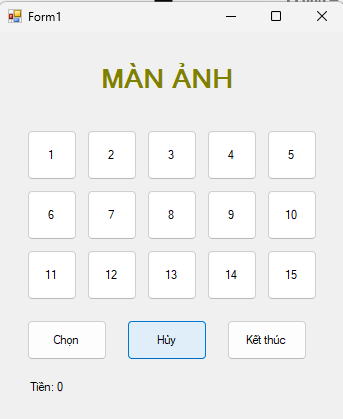 Form1
MÀN ẢNH
1 2 3 4 5
6 7 8 9 10
11 12 13 14 15
Chọn Hủy Kết thúc
Tiền: 0